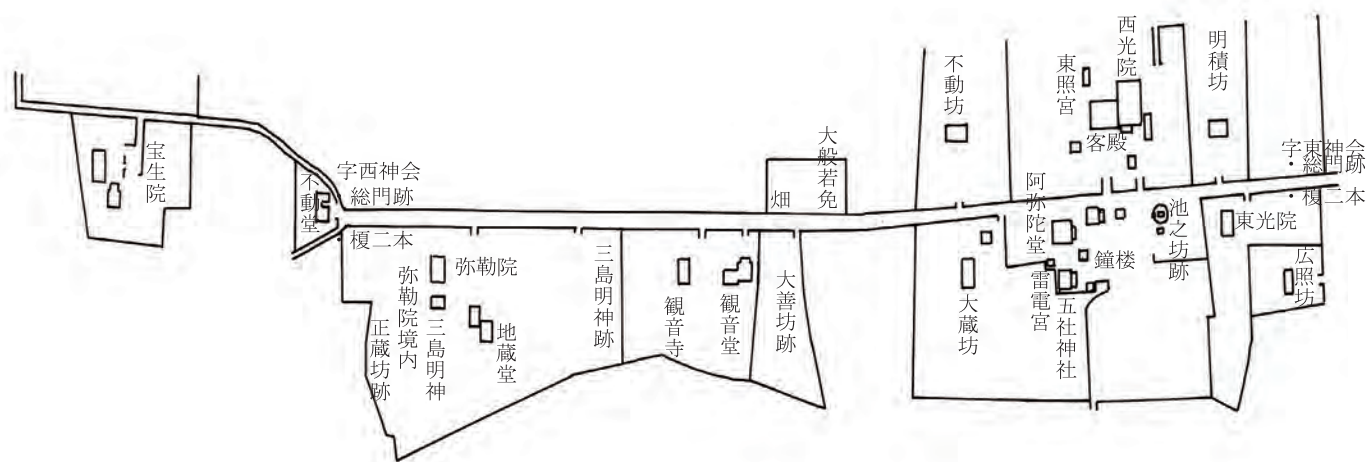 宝生院
不動堂
字西神会
総門跡
・榎二本
弥勒院
弥勒院境内
三島明神
正蔵坊跡
地蔵堂
三島明神跡
観音寺
観音堂
大善坊跡
畑
大般若免
不動坊
東照宮
西光院
客殿
明積坊
字東神会
・総門跡
・榎二本
阿弥陀堂
池之坊跡
東光院
広照坊
大蔵坊
雷電宮
五社神社
鐘楼